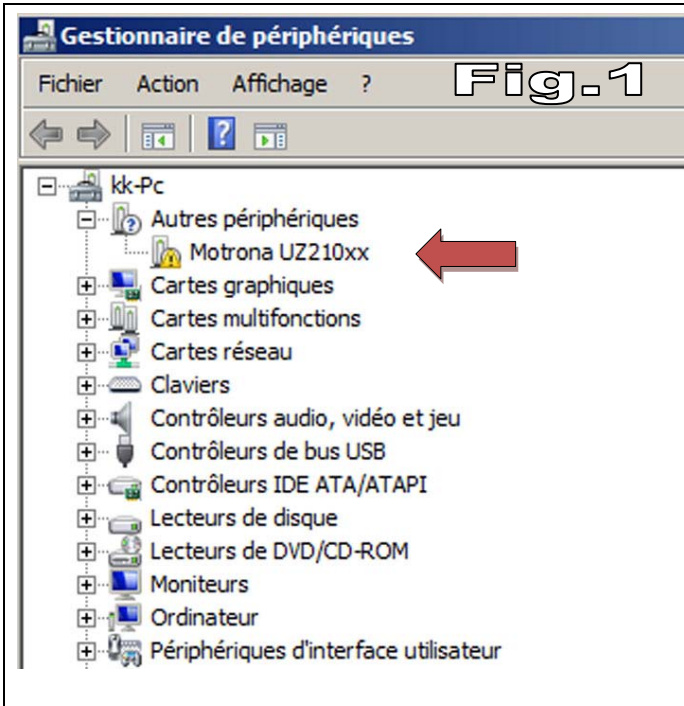 Gestionnaire de périphériques
Fichier Action Affichage ?
Fig.1
kk-Pc
Autres périphériques
Motrona UZ210xx
Cartes graphiques
Cartes multifonctions
Cartes réseau
Claviers
Contrôleurs audio, vidéo et jeu
Contrôleurs de bus USB
Contrôleurs IDE ATA/ATAPI
Lecteurs de disque
Lecteurs de DVD/CD-ROM
Moniteurs
Ordinateur
Périphériques d'interface utilisateur